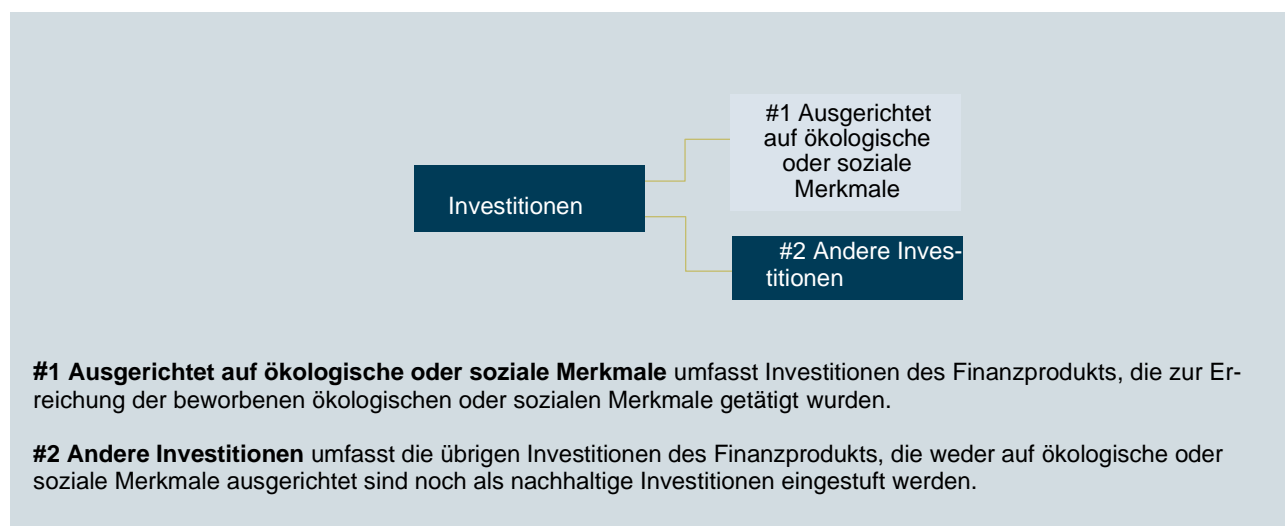 #1 Ausgerichtet
auf ökologische
oder soziale
Merkmale
Investitionen
#2 Andere Inves-
titionen
#1 Ausgerichtet auf ökologische oder soziale Merkmale umfasst Investitionen des Finanzprodukts, die zur Er-
reichung der beworbenen ökologischen oder sozialen Merkmale getätigt wurden.
#2 Andere Investitionen umfasst die übrigen Investitionen des Finanzprodukts, die weder auf ökologische oder
soziale Merkmale ausgerichtet sind noch als nachhaltige Investitionen eingestuft werden.